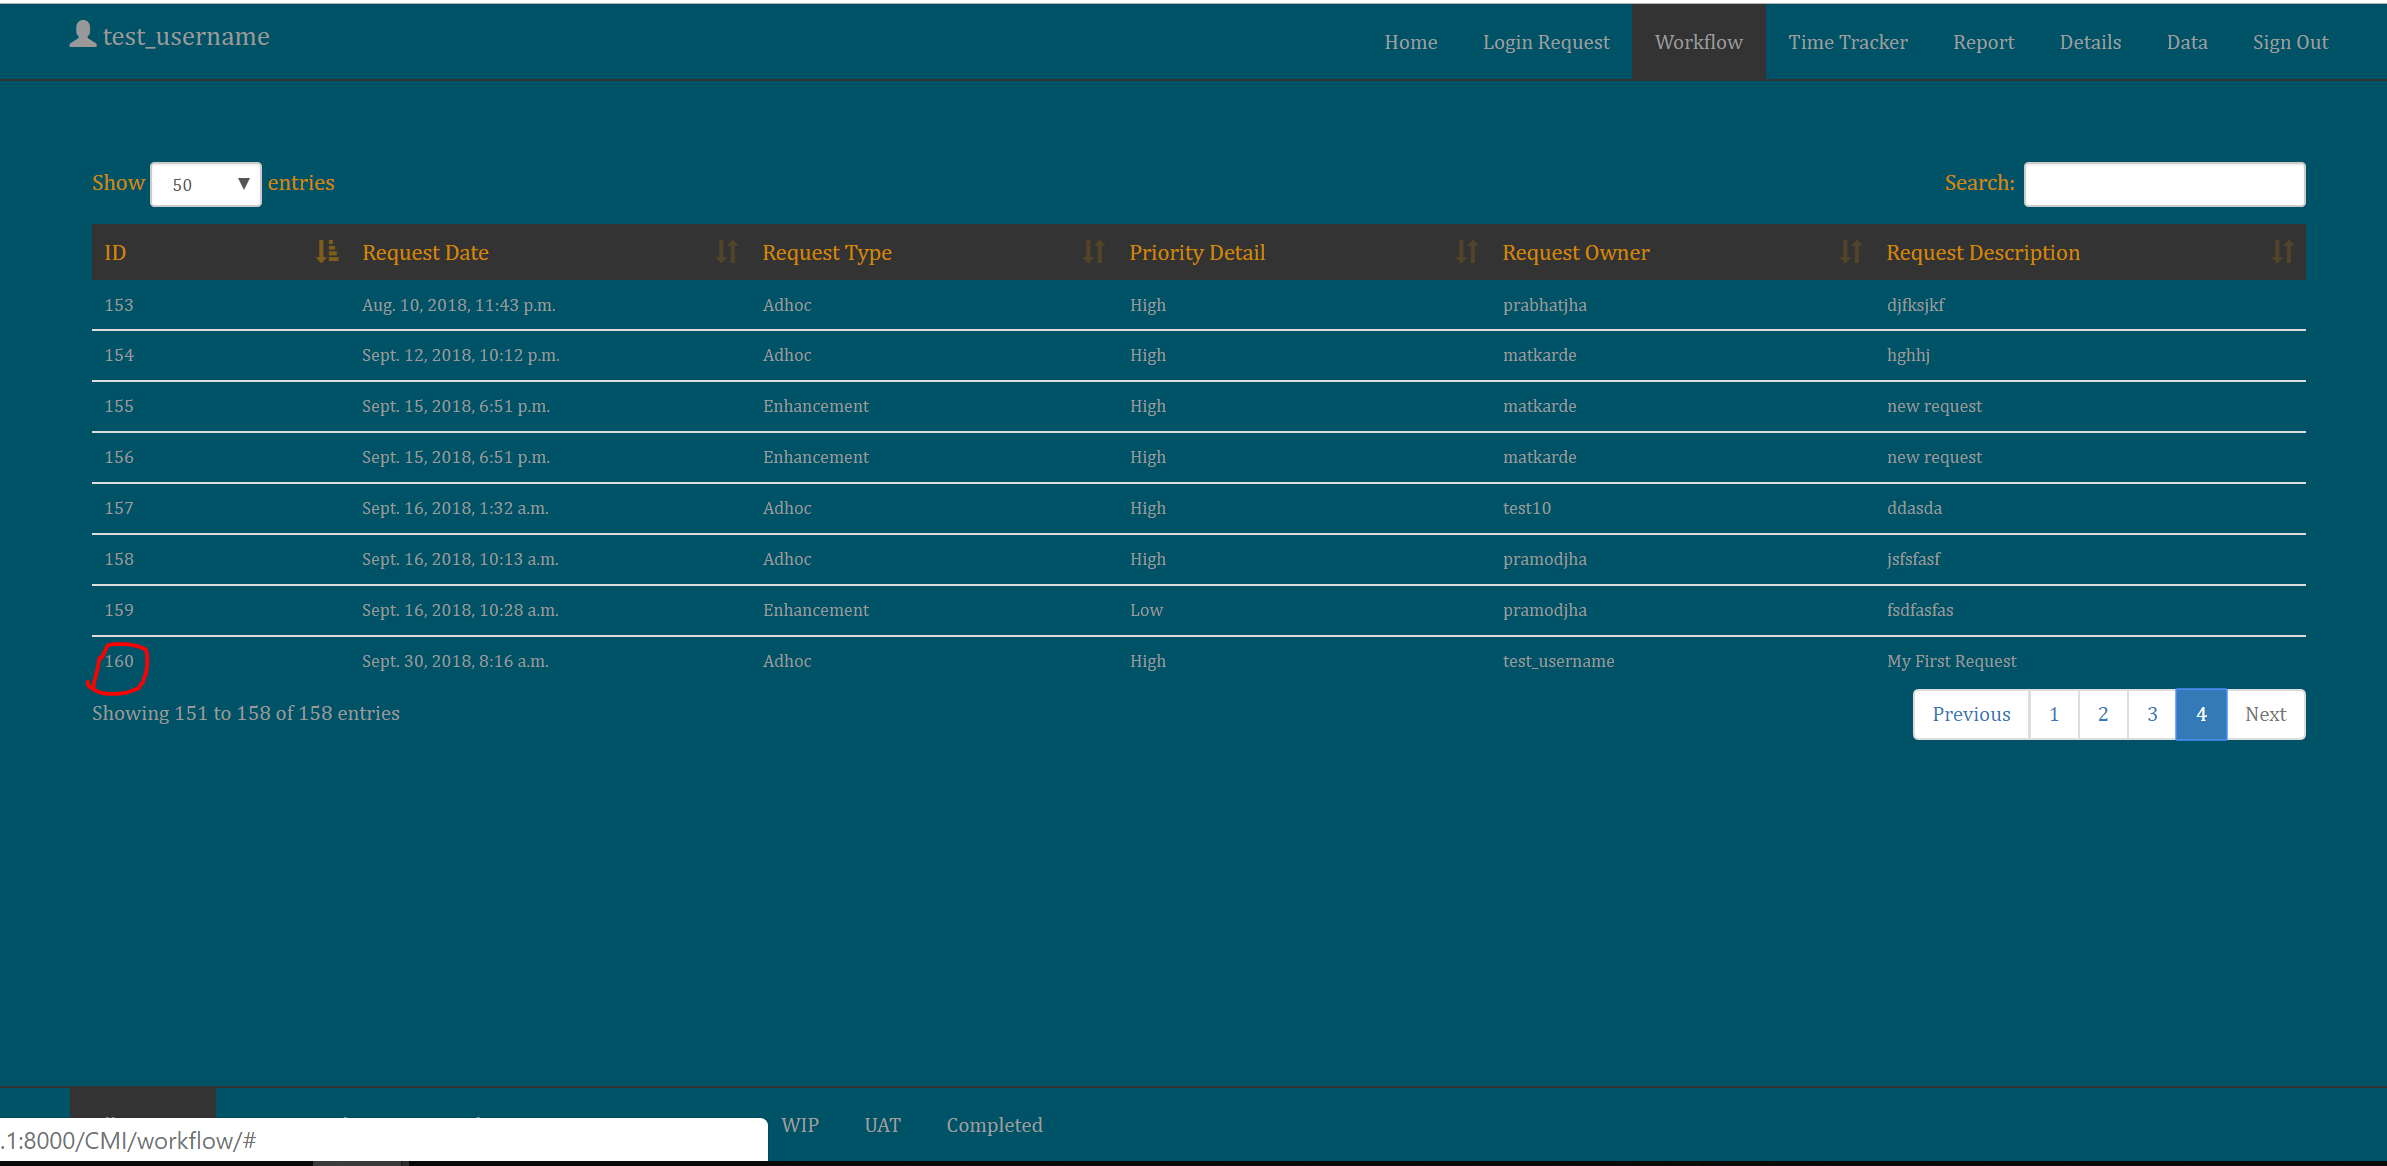 test_username Home Login Request Workflow Time Tracker Report Details Data Sign Out
Show 50 entries Search:
ID Request Date Request Type Priority Detail Request Owner Request Description
153 Aug. 10, 2018, 11:43 p.m. Adhoc High prabhatjha djfksjkf
154 Sept. 12, 2018, 10:12 p.m. Adhoc High matkarde hghhj
155 Sept. 15, 2018, 6:51 p.m. Enhancement High matkarde new request
156 Sept. 15, 2018, 6:51 p.m. Enhancement High matkarde new request
157 Sept. 16, 2018, 1:32 a.m. Adhoc High test10 ddasda
158 Sept. 16, 2018, 10:13 a.m. Adhoc High pramodjha jsfsfasf
159 Sept. 16, 2018, 10:28 a.m. Enhancement Low pramodjha fsdfasfas
160 Sept. 30, 2018, 8:16 a.m. Adhoc High test_username My First Request
Showing 151 to 158 of 158 entries Previous 1 2 3 4 Next
WIP UAT Completed
.1:8000/CMI/workflow/#